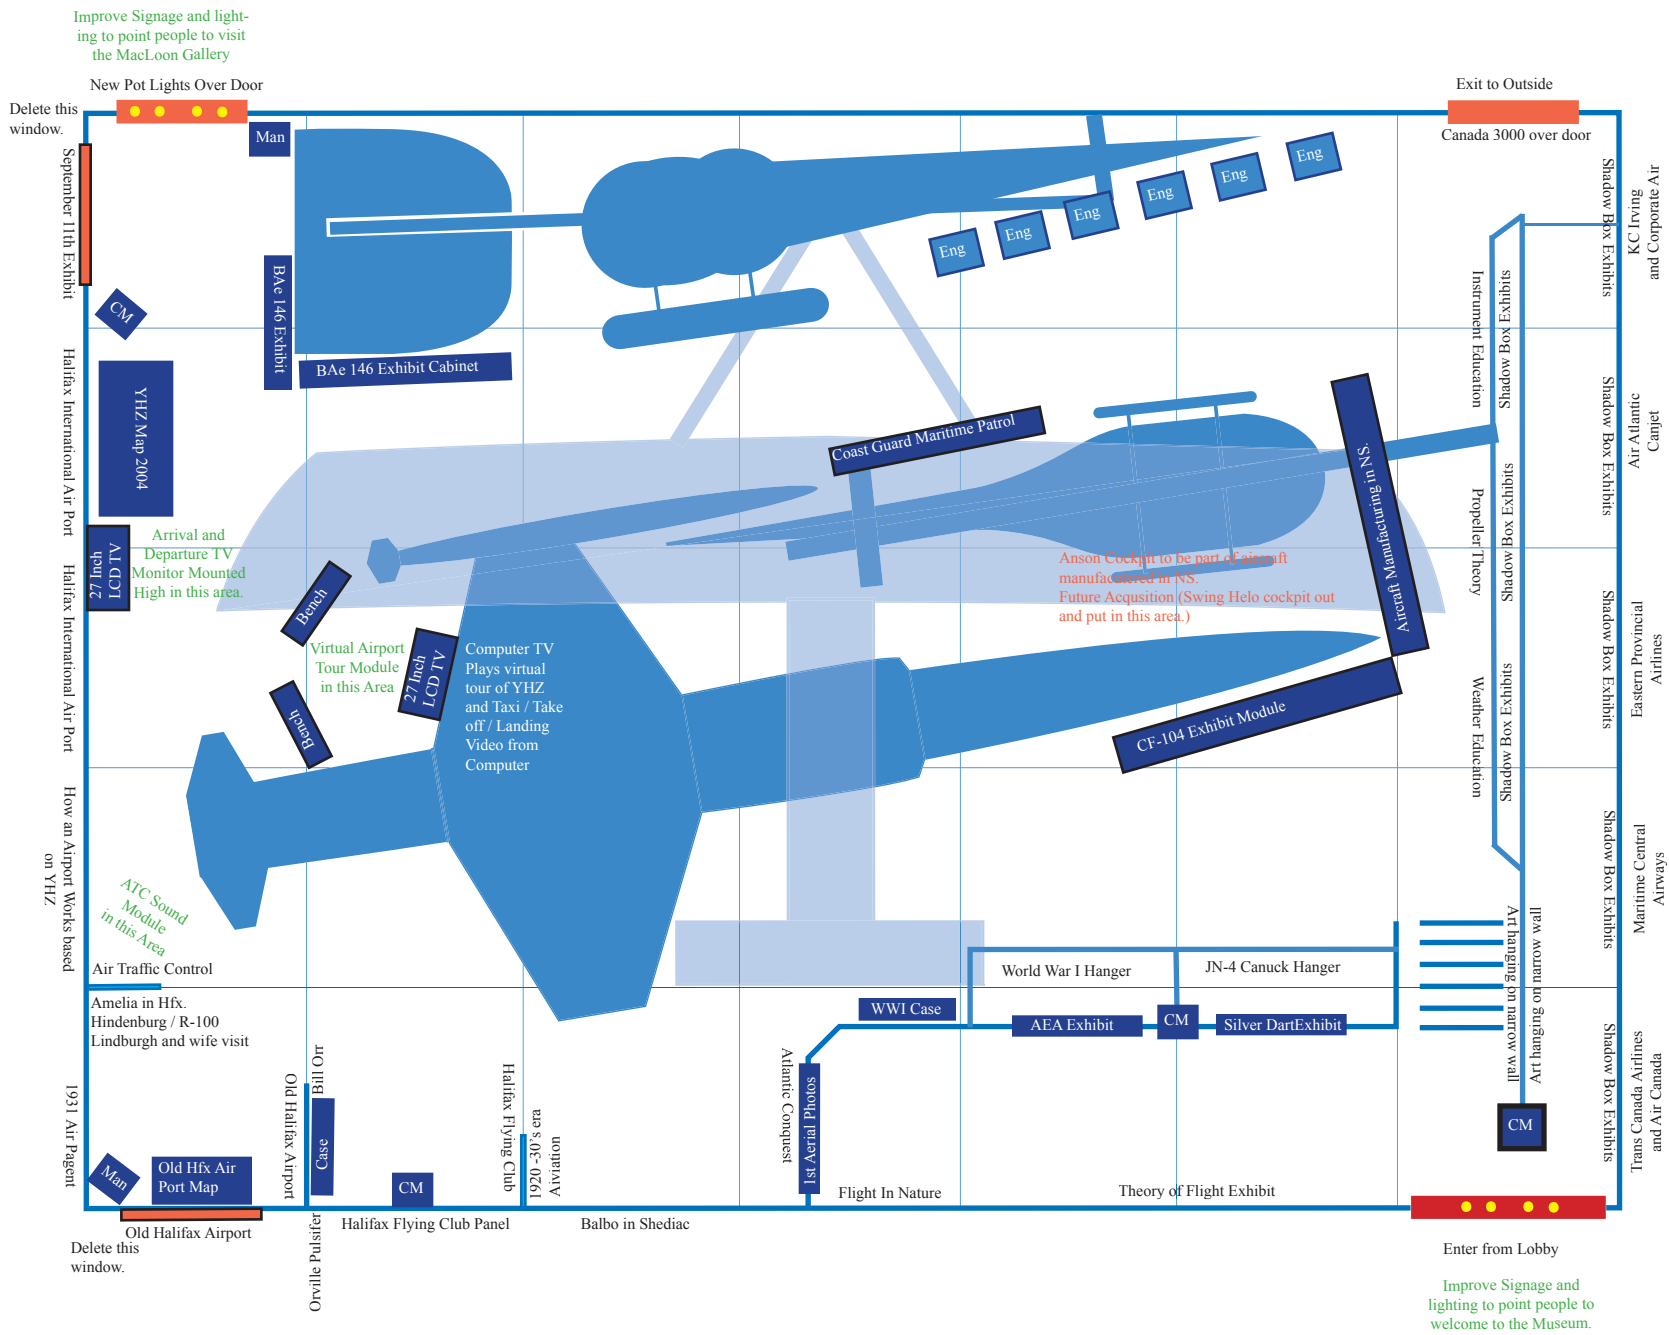 Improve Signage and light-
ing to point people to visit
the MacLoon Gallery
New Pot Lights Over Door
Delete this
window.
Man
Exit to Outside
Canada 3000 over door
September 11th Exhibit
CM
BAe 146 Exhibit
BAe 146 Exhibit Cabinet
Eng
Eng
Eng
Eng
Eng
Eng
Shadow Box Exhibits
KC Irving
and Corporate Air
Instrument Education
Shadow Box Exhibits
Halifax International Air Port
YHZ Map 2004
Coast Guard Maritime Patrol
Aircraft Manufacturing in NS.
Shadow Box Exhibits
Air Atlantic
Canjet
27 Inch
LCD TV
Arrival and
Departure TV
Monitor Mounted
High in this area.
Bench
Anson Cockpit to be part of aircraft
manufacutered in NS.
Future Acqusition (Swing Helo cockpit out
and put in this area.)
Propeller Theory
Shadow Box Exhibits
Halifax International Air Port
Virtual Airport
Tour Module
in this Area
27 Inch
LCD TV
Computer TV
Plays virtual
tour of YHZ
and Taxi / Take
off / Landing
Video from
Computer
Bench
CF-104 Exhibit Module
Weather Education
Shadow Box Exhibits
Shadow Box Exhibits
Eastern Provincial
Airlines
How an Airport Works based
on YHZ
ATC Sound
Module
in this Area
Shadow Box Exhibits
Maritime Central
Airways
Air Traffic Control
Amelia in Hfx.
Hindenburg / R-100
Lindburgh and wife visit
World War I Hanger
JN-4 Canuck Hanger
WWI Case
AEA Exhibit
CM
Silver DartExhibit
Art hanging on narrow wall
Art hanging on narrow wall
1931 Air Pagent
Man
Old Hfx Air
Port Map
Old Halifax Airport
Bill Orr
Case
CM
Halifax Flying Club
1920 -30's era
Aiviation
Atlantic Conquest
1st Aerial Photos
Flight In Nature
Theory of Flight Exhibit
CM
Shadow Box Exhibits
Trans Canada Airlines
and Air Canada
Old Halifax Airport
Delete this
window.
Orville Pulsifer
Halifax Flying Club Panel
Balbo in Shediac
Enter from Lobby
Improve Signage and
lighting to point people to
welcome to the Museum.